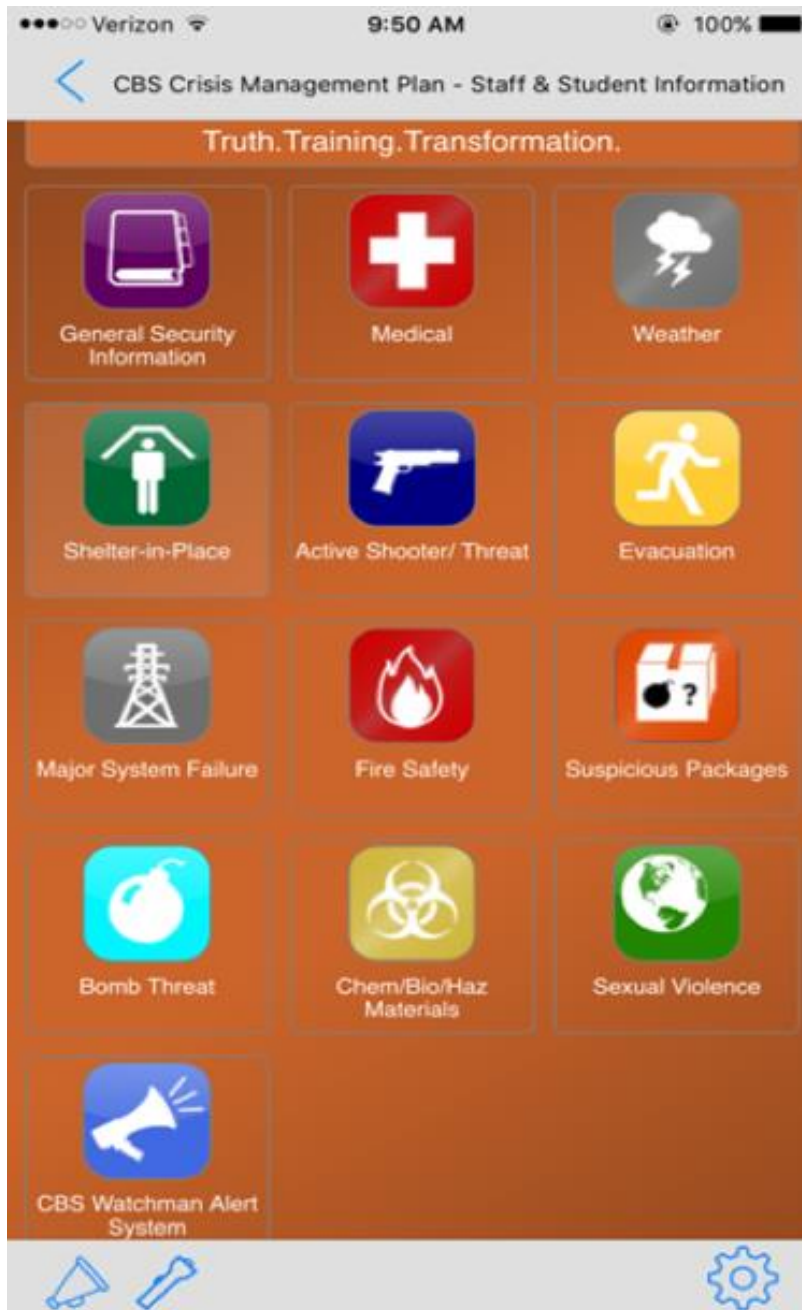 Verizon 9:50 AM 100%
CBS Crisis Management Plan - Staff & Student Information
Truth.Training.Transformation.
General Security
Information
Medical
Weather
Shelter-in-Place
Active Shooter/ Threat
Evacuation
Major System Failure
Fire Safety
?
Suspicious Packages
Bomb Threat
Chem/Bio/Haz
Materials
Sexual Violence
CBS Watchman Alert
System